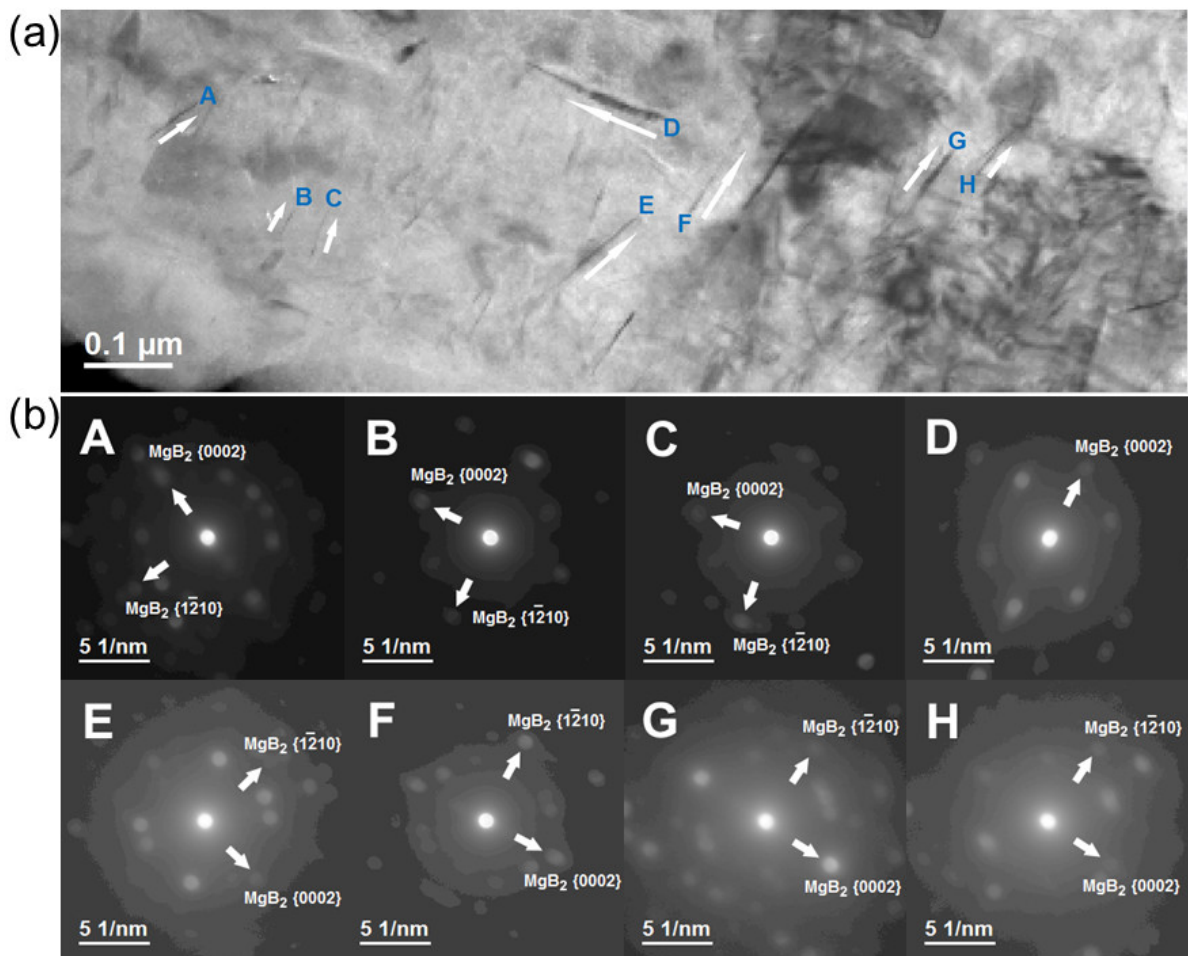 (a)
A
D
G
B C
H
E
F
0.1 µm
(b)
A
MgB₂ {0002}
MgB₂ {12̄10}
5 1/nm
B
MgB₂ {0002}
MgB₂ {12̄10}
5 1/nm
C
MgB₂ {0002}
MgB₂ {12̄10}
5 1/nm
D
MgB₂ {0002}
5 1/nm
E
MgB₂ {12̄10}
MgB₂ {0002}
5 1/nm
F
MgB₂ {12̄10}
MgB₂ {0002}
5 1/nm
G
MgB₂ {12̄10}
MgB₂ {0002}
5 1/nm
H
MgB₂ {12̄10}
MgB₂ {0002}
5 1/nm